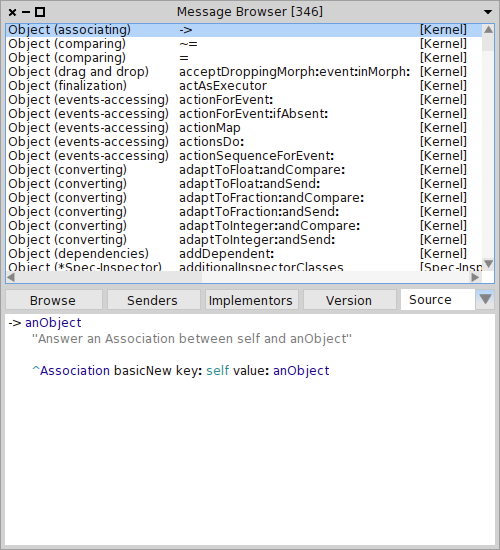 Message Browser [346]
Object (associating) -> [Kernel]
Object (comparing) ~= [Kernel]
Object (comparing) = [Kernel]
Object (drag and drop) acceptDroppingMorph:event:inMorph: [Kernel]
Object (finalization) actAsExecutor [Kernel]
Object (events-accessing) actionForEvent: [Kernel]
Object (events-accessing) actionForEvent:ifAbsent: [Kernel]
Object (events-accessing) actionMap [Kernel]
Object (events-accessing) actionsDo: [Kernel]
Object (events-accessing) actionSequenceForEvent: [Kernel]
Object (converting) adaptToFloat:andCompare: [Kernel]
Object (converting) adaptToFloat:andSend: [Kernel]
Object (converting) adaptToFraction:andCompare: [Kernel]
Object (converting) adaptToFraction:andSend: [Kernel]
Object (converting) adaptToInteger:andCompare: [Kernel]
Object (converting) adaptToInteger:andSend: [Kernel]
Object (dependencies) addDependent: [Kernel]
Object (*Spec-Inspector) additionalInspectorClasses [Spec-Insp
Browse Senders Implementors Version Source
-> anObject
"Answer an Association between self and anObject"
^Association basicNew key: self value: anObject